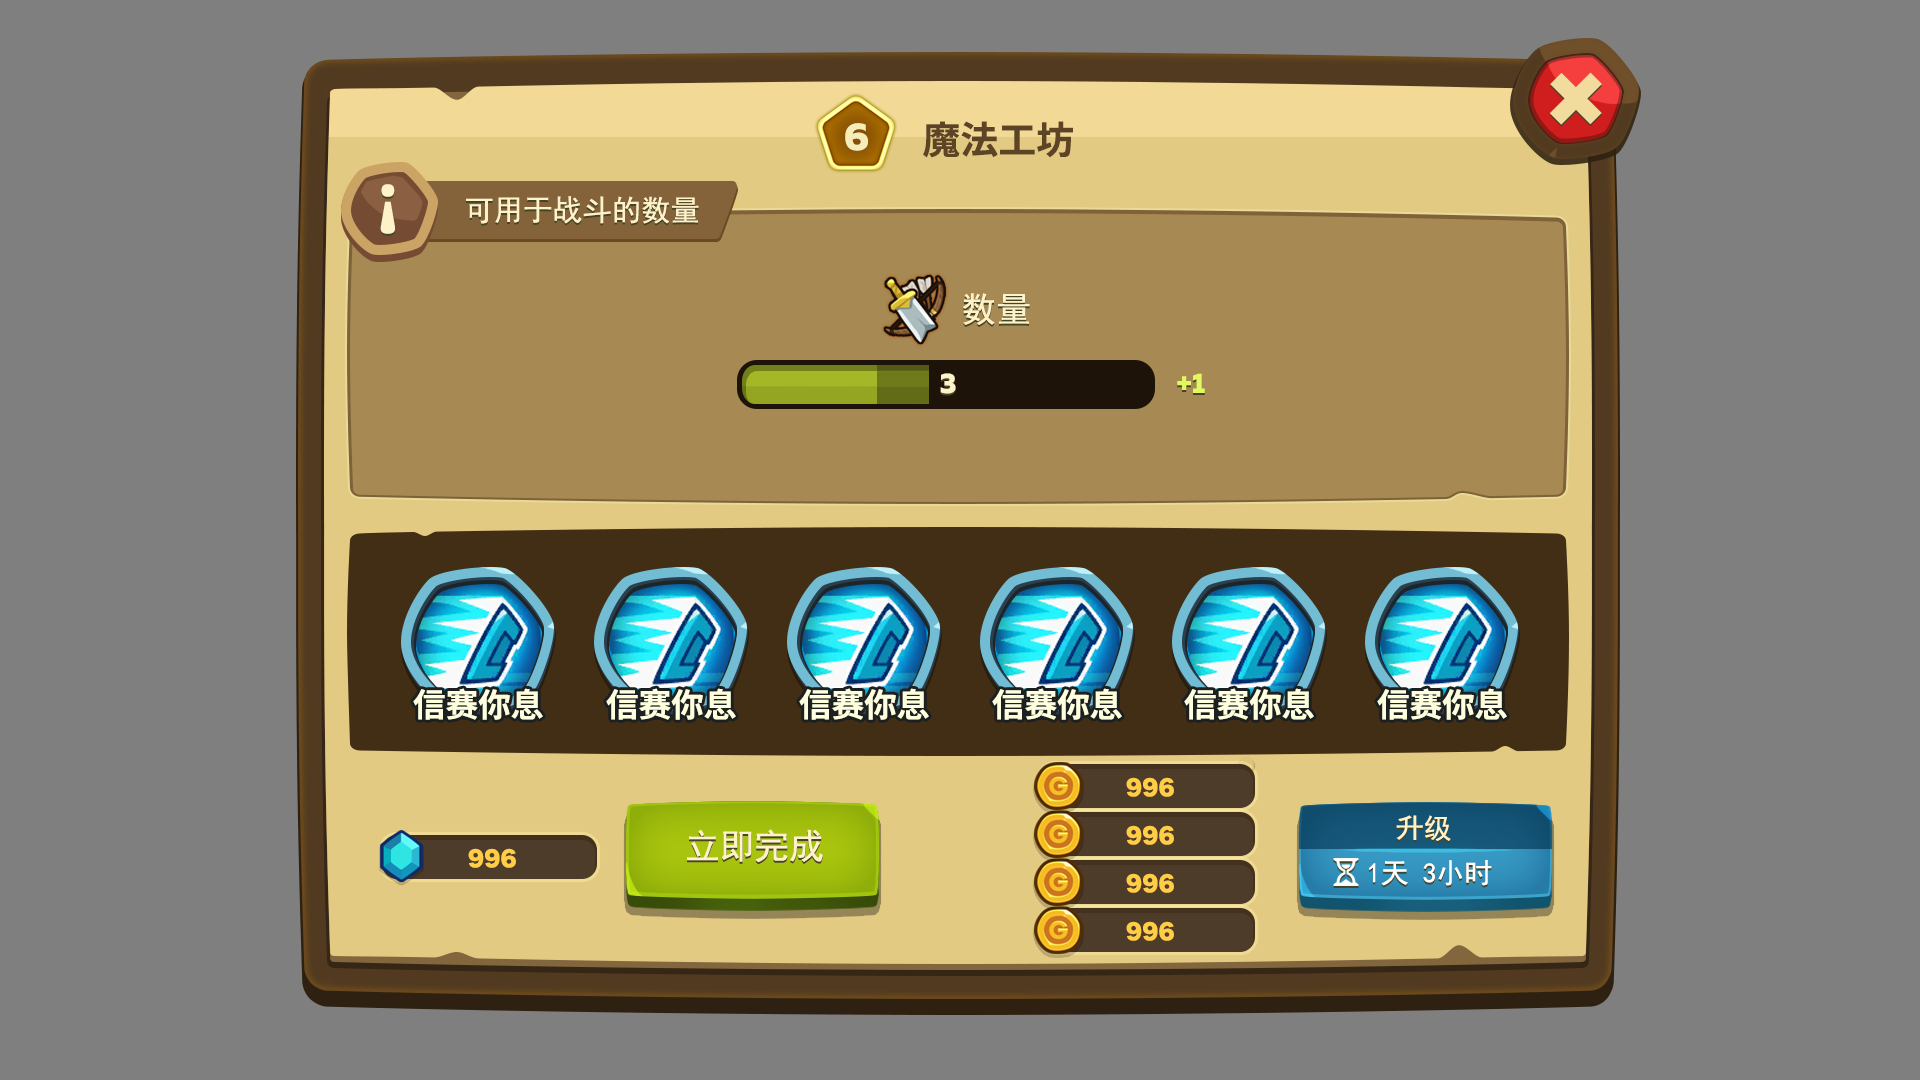 6 魔法工坊
可用于战斗的数量
数量
3 +1
信赛你息 信赛你息 信赛你息 信赛你息 信赛你息 信赛你息
996
立即完成
G 996
G 996
G 996
G 996
升级
1天 3小时